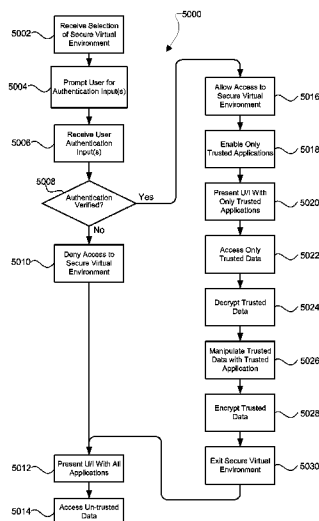 5000
5002
Receive Selection
of Secure Virtual
Environment
5004
Prompt User for
Authentication Input(s)
5006
Receive User
Authentication
Input(s)
5008
Authentication
Verified?
Yes
No
5010
Deny Access to
Secure Virtual
Environment
5012
Present U/I With All
Applications
5014
Access Un-trusted
Data
Allow Access to
Secure Virtual
Environment
5016
Enable Only
Trusted Applications
5018
Present U/I With
Only Trusted
Applications
5020
Access Only
Trusted Data
5022
Decrypt Trusted
Data
5024
Manipulate Trusted
Data with Trusted
Application
5026
Encrypt Trusted
Data
5028
Exit Secure Virtual
Environment
5030